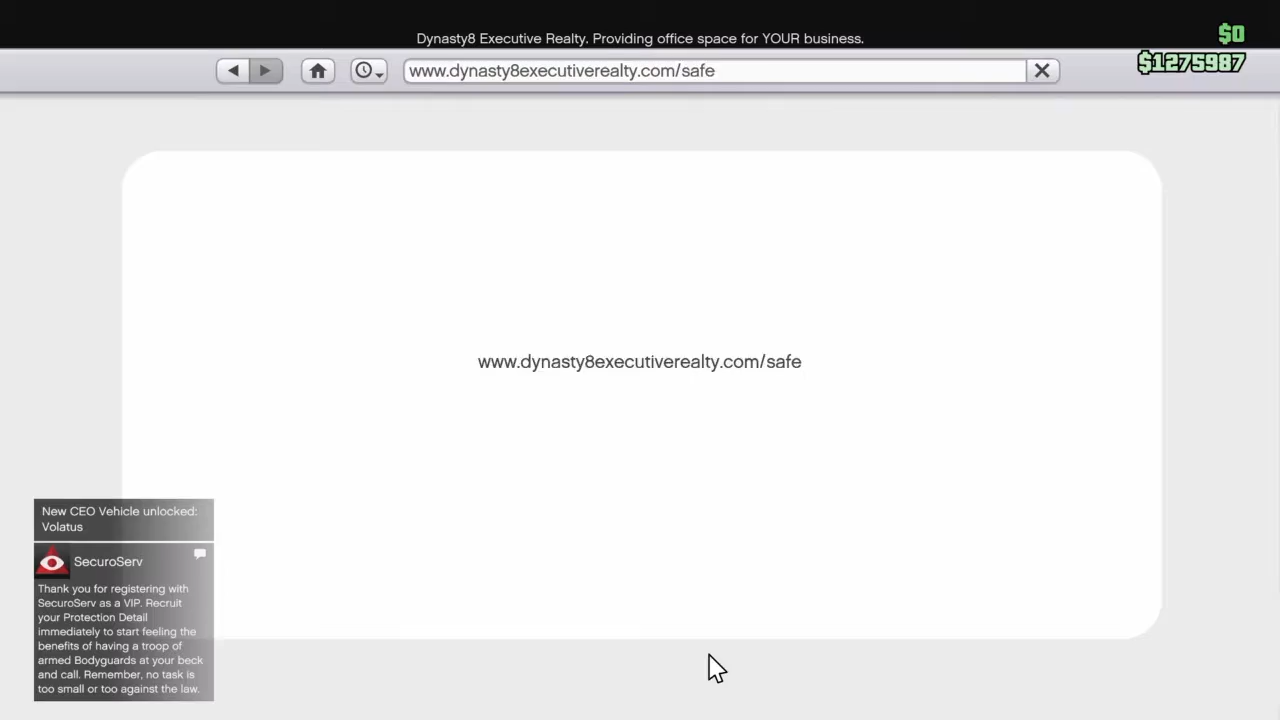 Dynasty8 Executive Realty. Providing office space for YOUR business.
$0
$1275987
www.dynasty8executiverealty.com/safe
www.dynasty8executiverealty.com/safe
New CEO Vehicle unlocked:
Volatus
SecuroServ
Thank you for registering with
SecuroServ as a VIP. Recruit
your Protection Detail
immediately to start feeling the
benefits of having a troop of
armed Bodyguards at your beck
and call. Remember, no task is
too small or too against the law.